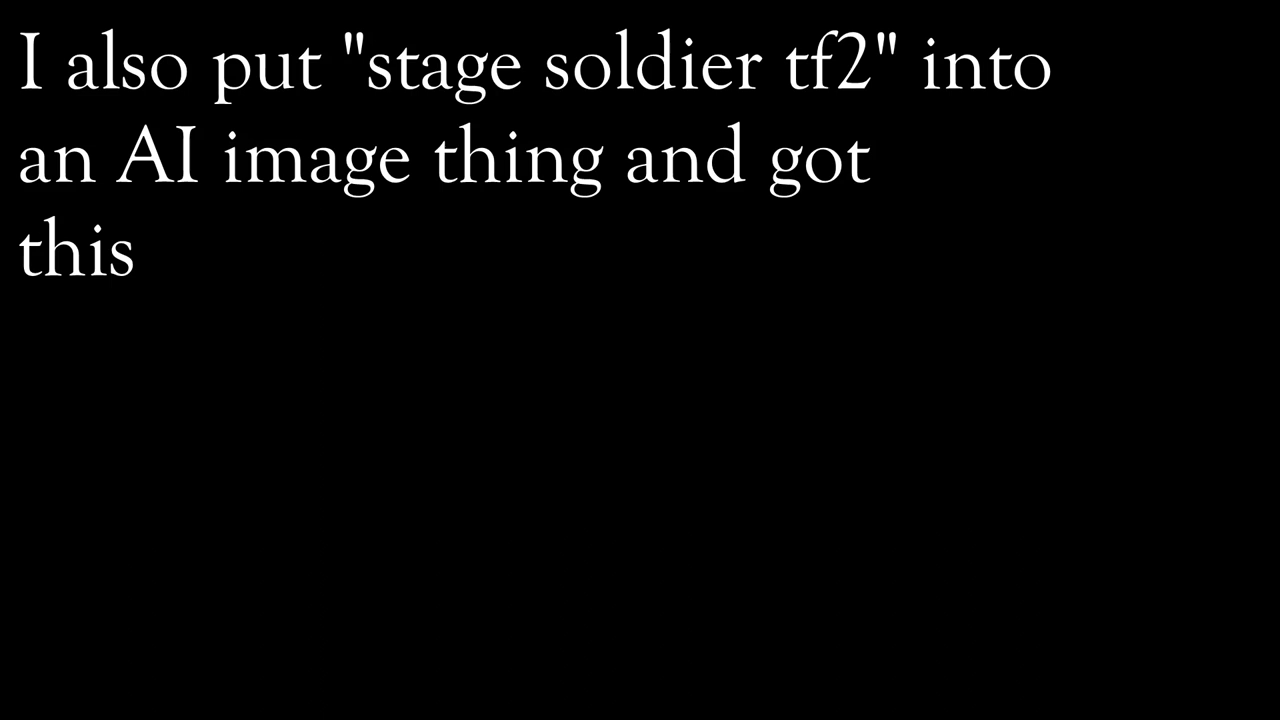 I also put "stage soldier tf2" into
an AI image thing and got
this